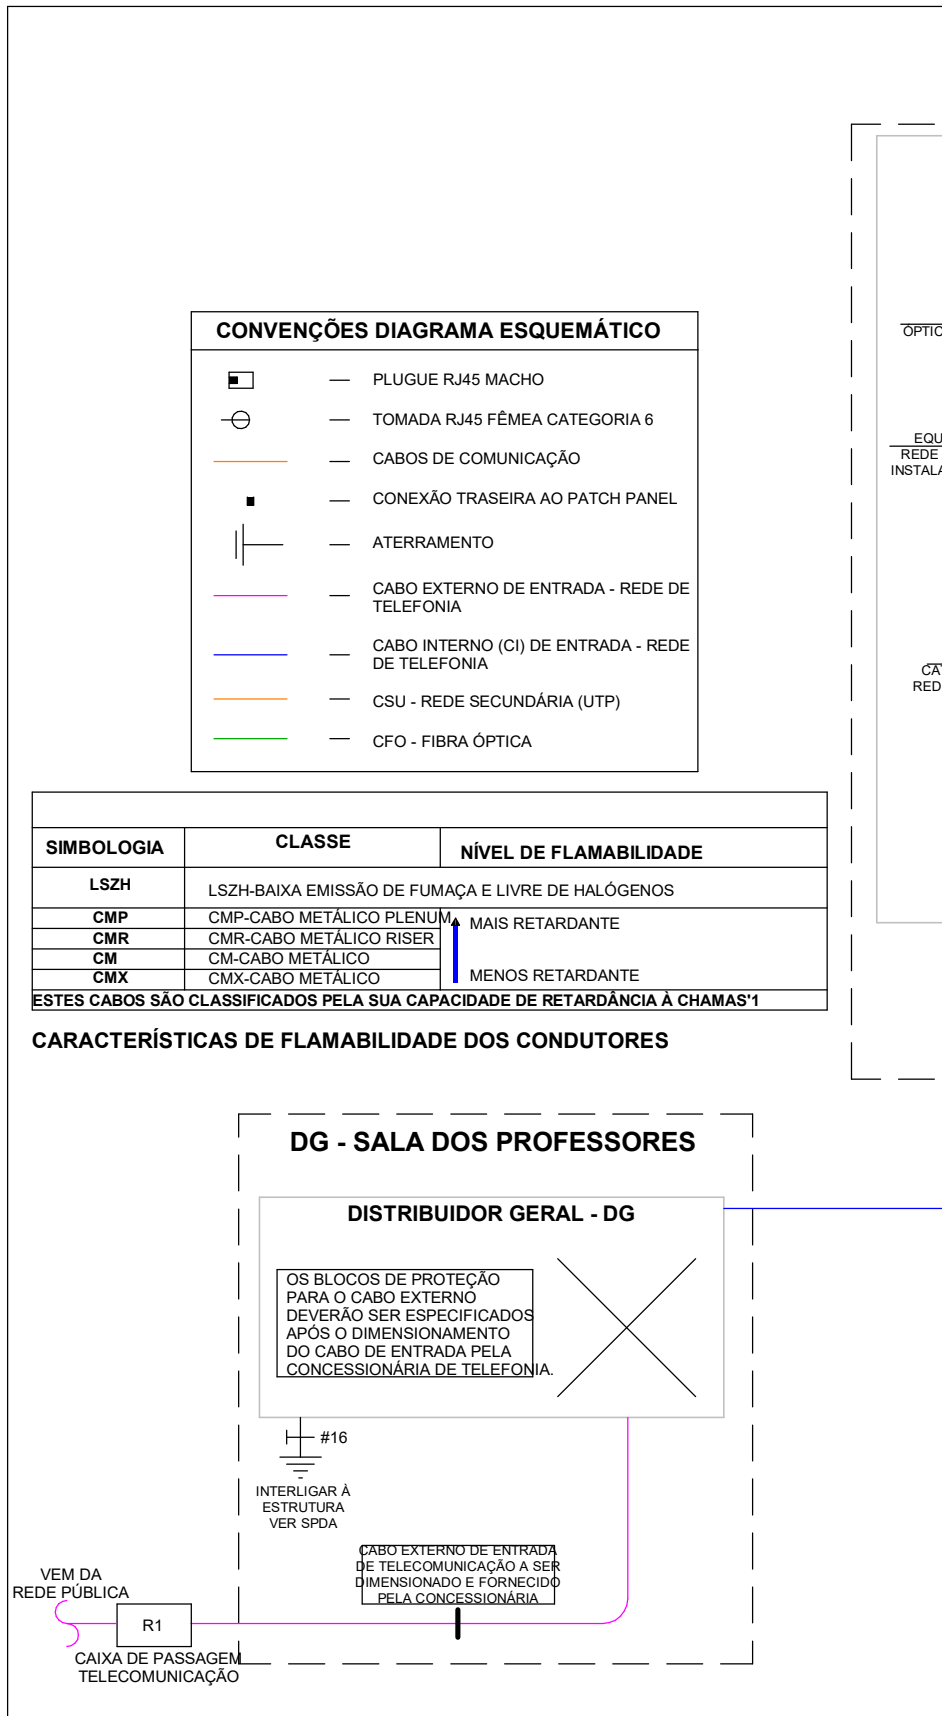 CONVENÇÕES DIAGRAMA ESQUEMÁTICO
PLUGUE RJ45 MACHO
TOMADA RJ45 FÊMEA CATEGORIA 6
CABOS DE COMUNICAÇÃO
CONEXÃO TRASEIRA AO PATCH PANEL
ATERRAMENTO
CABO EXTERNO DE ENTRADA - REDE DE
TELEFONIA
CABO INTERNO (CI) DE ENTRADA - REDE
DE TELEFONIA
CSU - REDE SECUNDÁRIA (UTP)
CFO - FIBRA ÓPTICA
OPTIC
EQU
REDE
INSTALA
CA
RED
SIMBOLOGIA CLASSE NÍVEL DE FLAMABILIDADE
LSZH LSZH-BAIXA EMISSÃO DE FUMAÇA E LIVRE DE HALÓGENOS
CMP CMP-CABO METÁLICO PLENUM MAIS RETARDANTE
CMR CMR-CABO METÁLICO RISER
CM CM-CABO METÁLICO
CMX CMX-CABO METÁLICO MENOS RETARDANTE
ESTES CABOS SÃO CLASSIFICADOS PELA SUA CAPACIDADE DE RETARDÂNCIA À CHAMAS'1
CARACTERÍSTICAS DE FLAMABILIDADE DOS CONDUTORES
DG - SALA DOS PROFESSORES
DISTRIBUIDOR GERAL - DG
OS BLOCOS DE PROTEÇÃO
PARA O CABO EXTERNO
DEVERÃO SER ESPECIFICADOS
APÓS O DIMENSIONAMENTO
DO CABO DE ENTRADA PELA
CONCESSIONÁRIA DE TELEFONIA.
#16
INTERLIGAR À
ESTRUTURA
VER SPDA
CABO EXTERNO DE ENTRADA
DE TELECOMUNICAÇÃO A SER
DIMENSIONADO E FORNECIDO
PELA CONCESSIONÁRIA
VEM DA
REDE PÚBLICA
R1
CAIXA DE PASSAGEM
TELECOMUNICAÇÃO